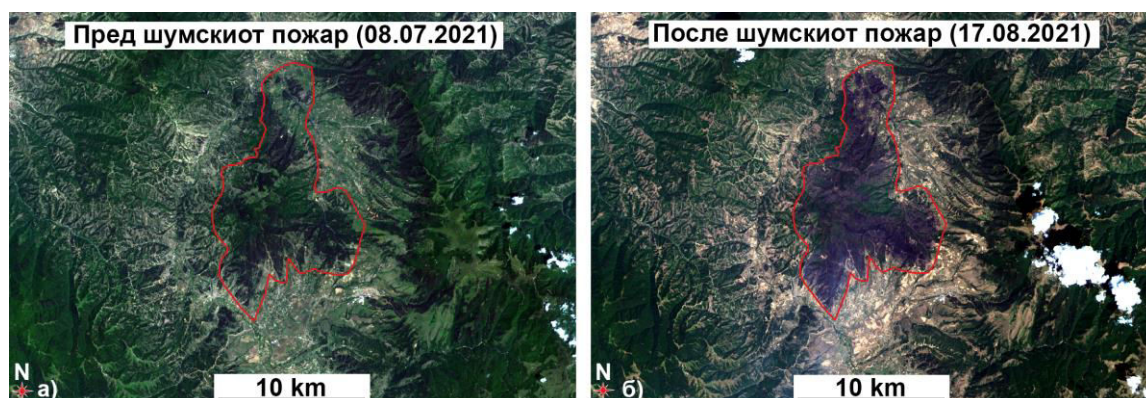 Пред шумскиот пожар (08.07.2021)
N
а)
10 km
После шумскиот пожар (17.08.2021)
N
б)
10 km